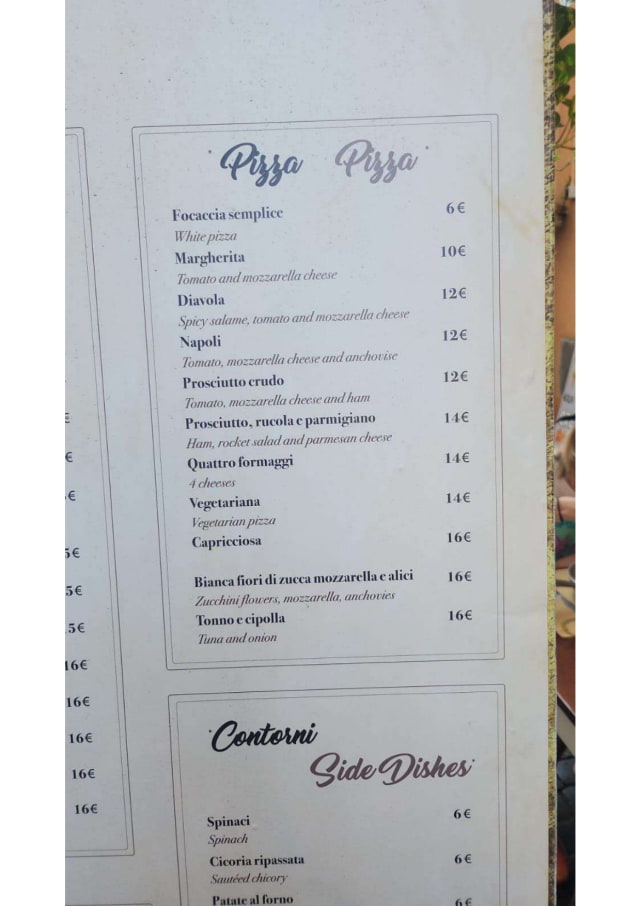 Pizza Pizza
Focaccia semplice 6€
White pizza
Margherita 10€
Tomato and mozzarella cheese
Diavola 12€
Spicy salame, tomato and mozzarella cheese
Napoli 12€
Tomato, mozzarella cheese and anchovise
Prosciutto crudo 12€
Tomato, mozzarella cheese and ham
Prosciutto, rucola e parmigiano 14€
Ham, rocket salad and parmesan cheese
Quattro formaggi 14€
4 cheeses
Vegetariana 14€
Vegetarian pizza
Capricciosa 16€
Bianca fiori di zucca mozzarella e alici 16€
Zucchini flowers, mozzarella, anchovies
Tonno e cipolla 16€
Tuna and onion
Contorni
Side Dishes
Spinaci 6€
Spinach
Cicoria ripassata 6€
Sautéed chicory
Patate al forno 6€
€
€
€
5€
5€
.5€
16€
16€
16€
16€
16€